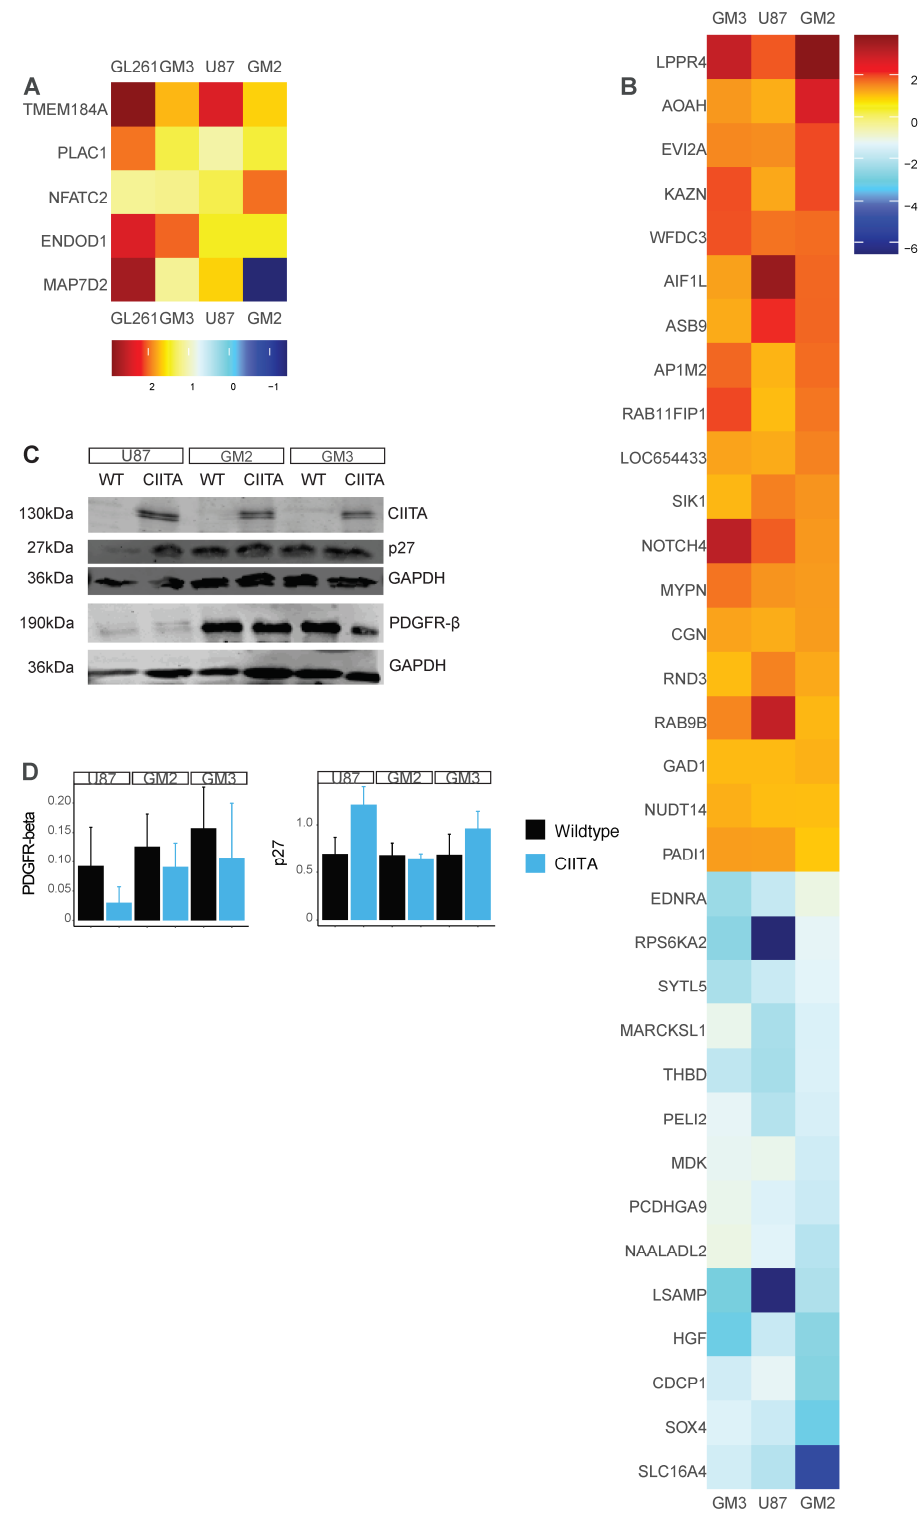 A
GL261 GM3 U87 GM2
TMEM184A
PLAC1
NFATC2
ENDOD1
MAP7D2
GL261 GM3 U87 GM2
2 1 0 −1
B
GM3 U87 GM2
LPPR4
AOAH
EVI2A
KAZN
WFDC3
AIF1L
ASB9
AP1M2
RAB11FIP1
LOC654433
SIK1
NOTCH4
MYPN
CGN
RND3
RAB9B
GAD1
NUDT14
PADI1
EDNRA
RPS6KA2
SYTL5
MARCKSL1
THBD
PELI2
MDK
PCDHGA9
NAALADL2
LSAMP
HGF
CDCP1
SOX4
SLC16A4
GM3 U87 GM2
2
0
−2
−4
−6
C
U87 GM2 GM3
WT CIITA WT CIITA WT CIITA
130kDa CIITA
27kDa p27
36kDa GAPDH
190kDa PDGFR-β
36kDa GAPDH
D
U87 GM2 GM3
PDGFR-beta
0.20
0.15
0.10
0.05
0
U87 GM2 GM3
p27
1.0
0.5
0
Wildtype
CIITA